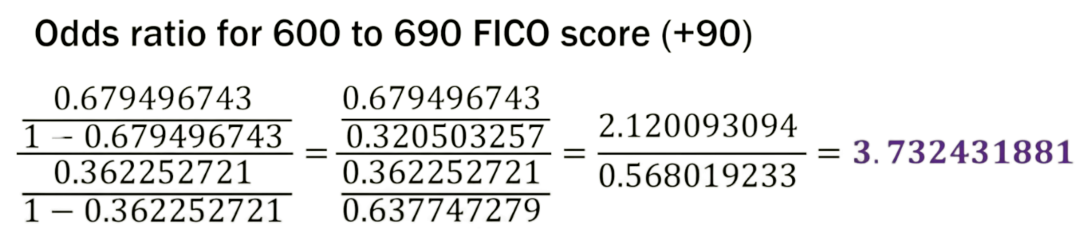 Odds ratio for 600 to 690 FICO score (+90)
0.679496743 0.679496743
1 − 0.679496743 0.320503257 2.120093094
= = = 3.732431881
0.362252721 0.362252721 0.568019233
1 − 0.362252721 0.637747279